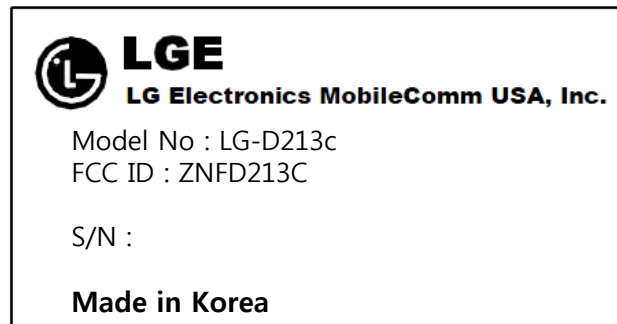 LGE
LG Electronics MobileComm USA, Inc.
Model No : LG-D213c
FCC ID : ZNFD213C
S/N :
Made in Korea